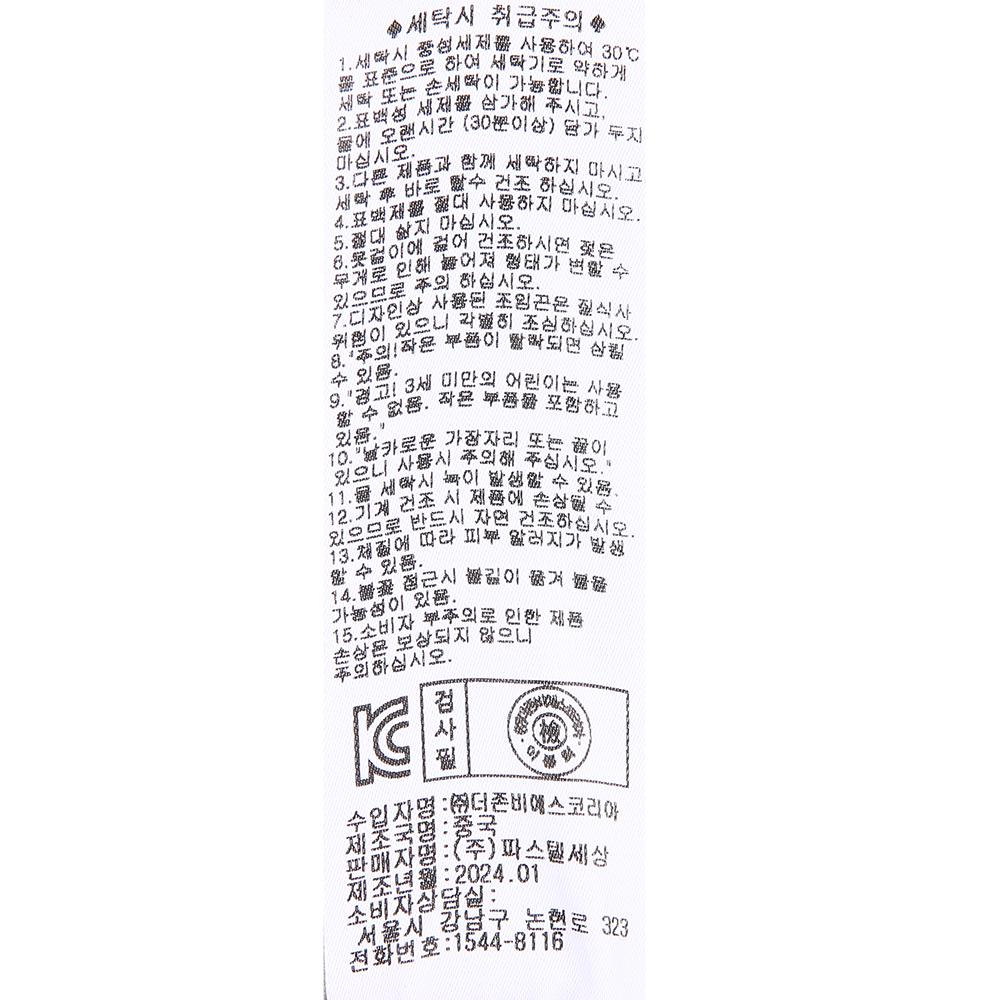 ♠세탁시 취급주의♠
1.세탁시 중성세제를 사용하여 30℃
를 표준으로 하여 세탁기로 약하게
세탁 또는 손세탁이 가능합니다.
2.표백성 세제를 삼가해 주시고,
물에 오랜시간 (30분이상) 담가 두지
마십시오.
3.다른 제품과 함께 세탁하지 마시고
세탁 후 바로 탈수 건조 하십시오.
4.표백제를 절대 사용하지 마십시오.
5.절대 삶지 마십시오.
6.옷걸이에 걸어 건조하시면 젖은
무게로 인해 늘어져 형태가 변할 수
있으므로 주의 하십시오.
7.디자인상 사용된 조임끈은 질식사
위험이 있으니 각별히 조심하십시오.
8."주의!작은 부품이 탈락되면 삼킬
수 있음.
9."경고! 3세 미만의 어린이는 사용
할 수 없음. 작은 부품을 포함하고
있음."
10."날카로운 가장자리 또는 끝이
있으니 사용시 주의해 주십시오."
11.물 세탁시 녹이 발생할 수 있음.
12.기계 건조 시 제품에 손상될 수
있으므로 반드시 자연 건조하십시오.
13.체질에 따라 피부 알러지가 발생
할 수 있음.
14.불꽃 접근시 불길이 옮겨 붙을
가능성이 있음.
15.소비자 부주의로 인한 제품
손상은 보상되지 않으니
주의하십시오.
KC
검
사
필
檢
수입자명:㈜더존비에스코리아
제조국명:중국
판매자명:(주)파스텔세상
제조년월:2024.01
소비자상담실:
서울시 강남구 논현로 323
전화번호:1544-8116